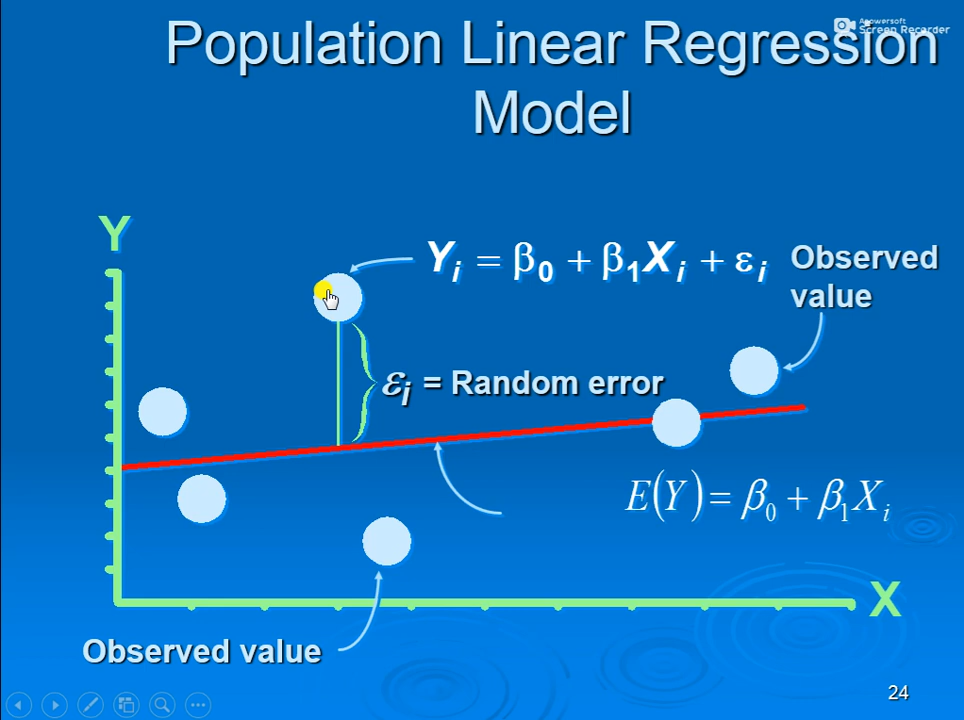 Population Linear Regression
Model
Apowersoft
Screen Recorder
Y
Yᵢ = β₀ + β₁Xᵢ + εᵢ
Observed
value
εᵢ = Random error
E(Y) = β₀ + β₁Xᵢ
X
Observed value
24